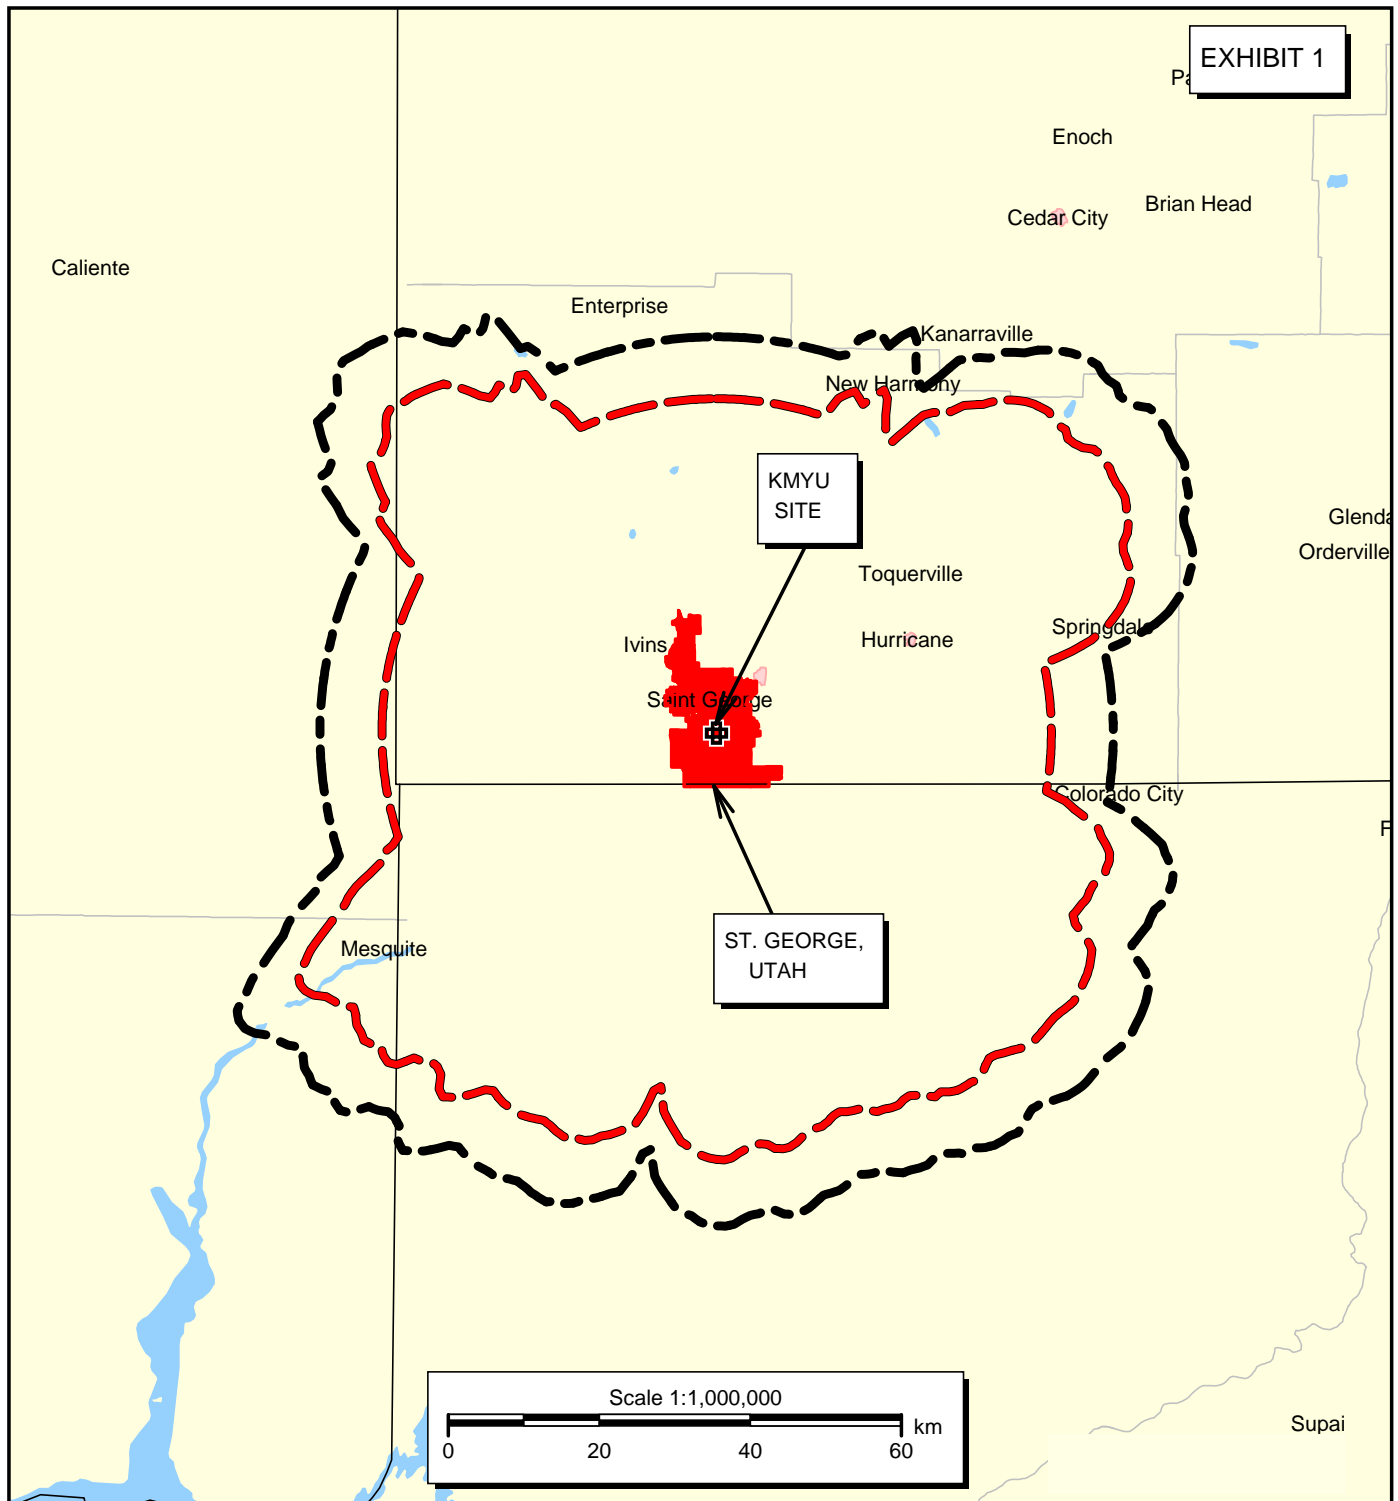 EXHIBIT 1
Enoch
Brian Head
Cedar City
Caliente
Enterprise
Kanarraville
New Harmony
KMYU
SITE
Orderville
Toquerville
Springdale
Ivins
Hurricane
Saint George
Colorado City
ST. GEORGE,
UTAH
Mesquite
Scale 1:1,000,000
km
0 20 40 60
Supai